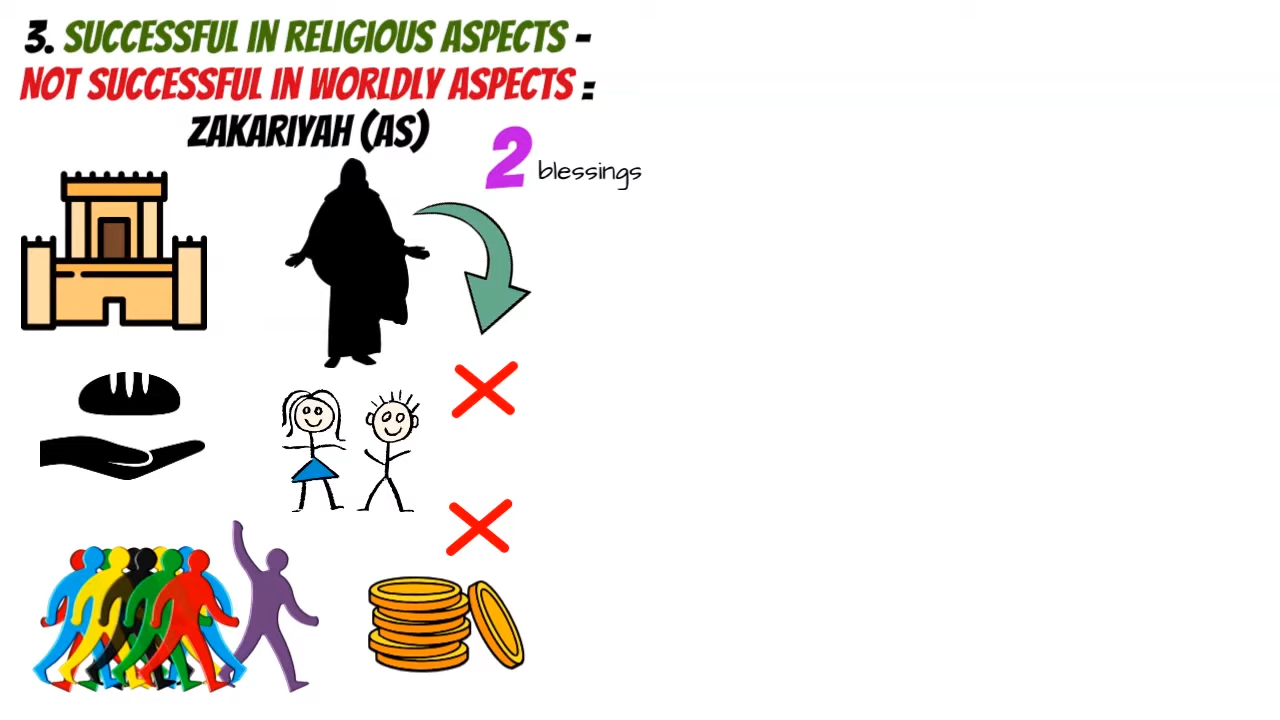 3. SUCCESSFUL IN RELIGIOUS ASPECTS -
NOT SUCCESSFUL IN WORLDLY ASPECTS =
ZAKARIYAH (AS)
2 blessings